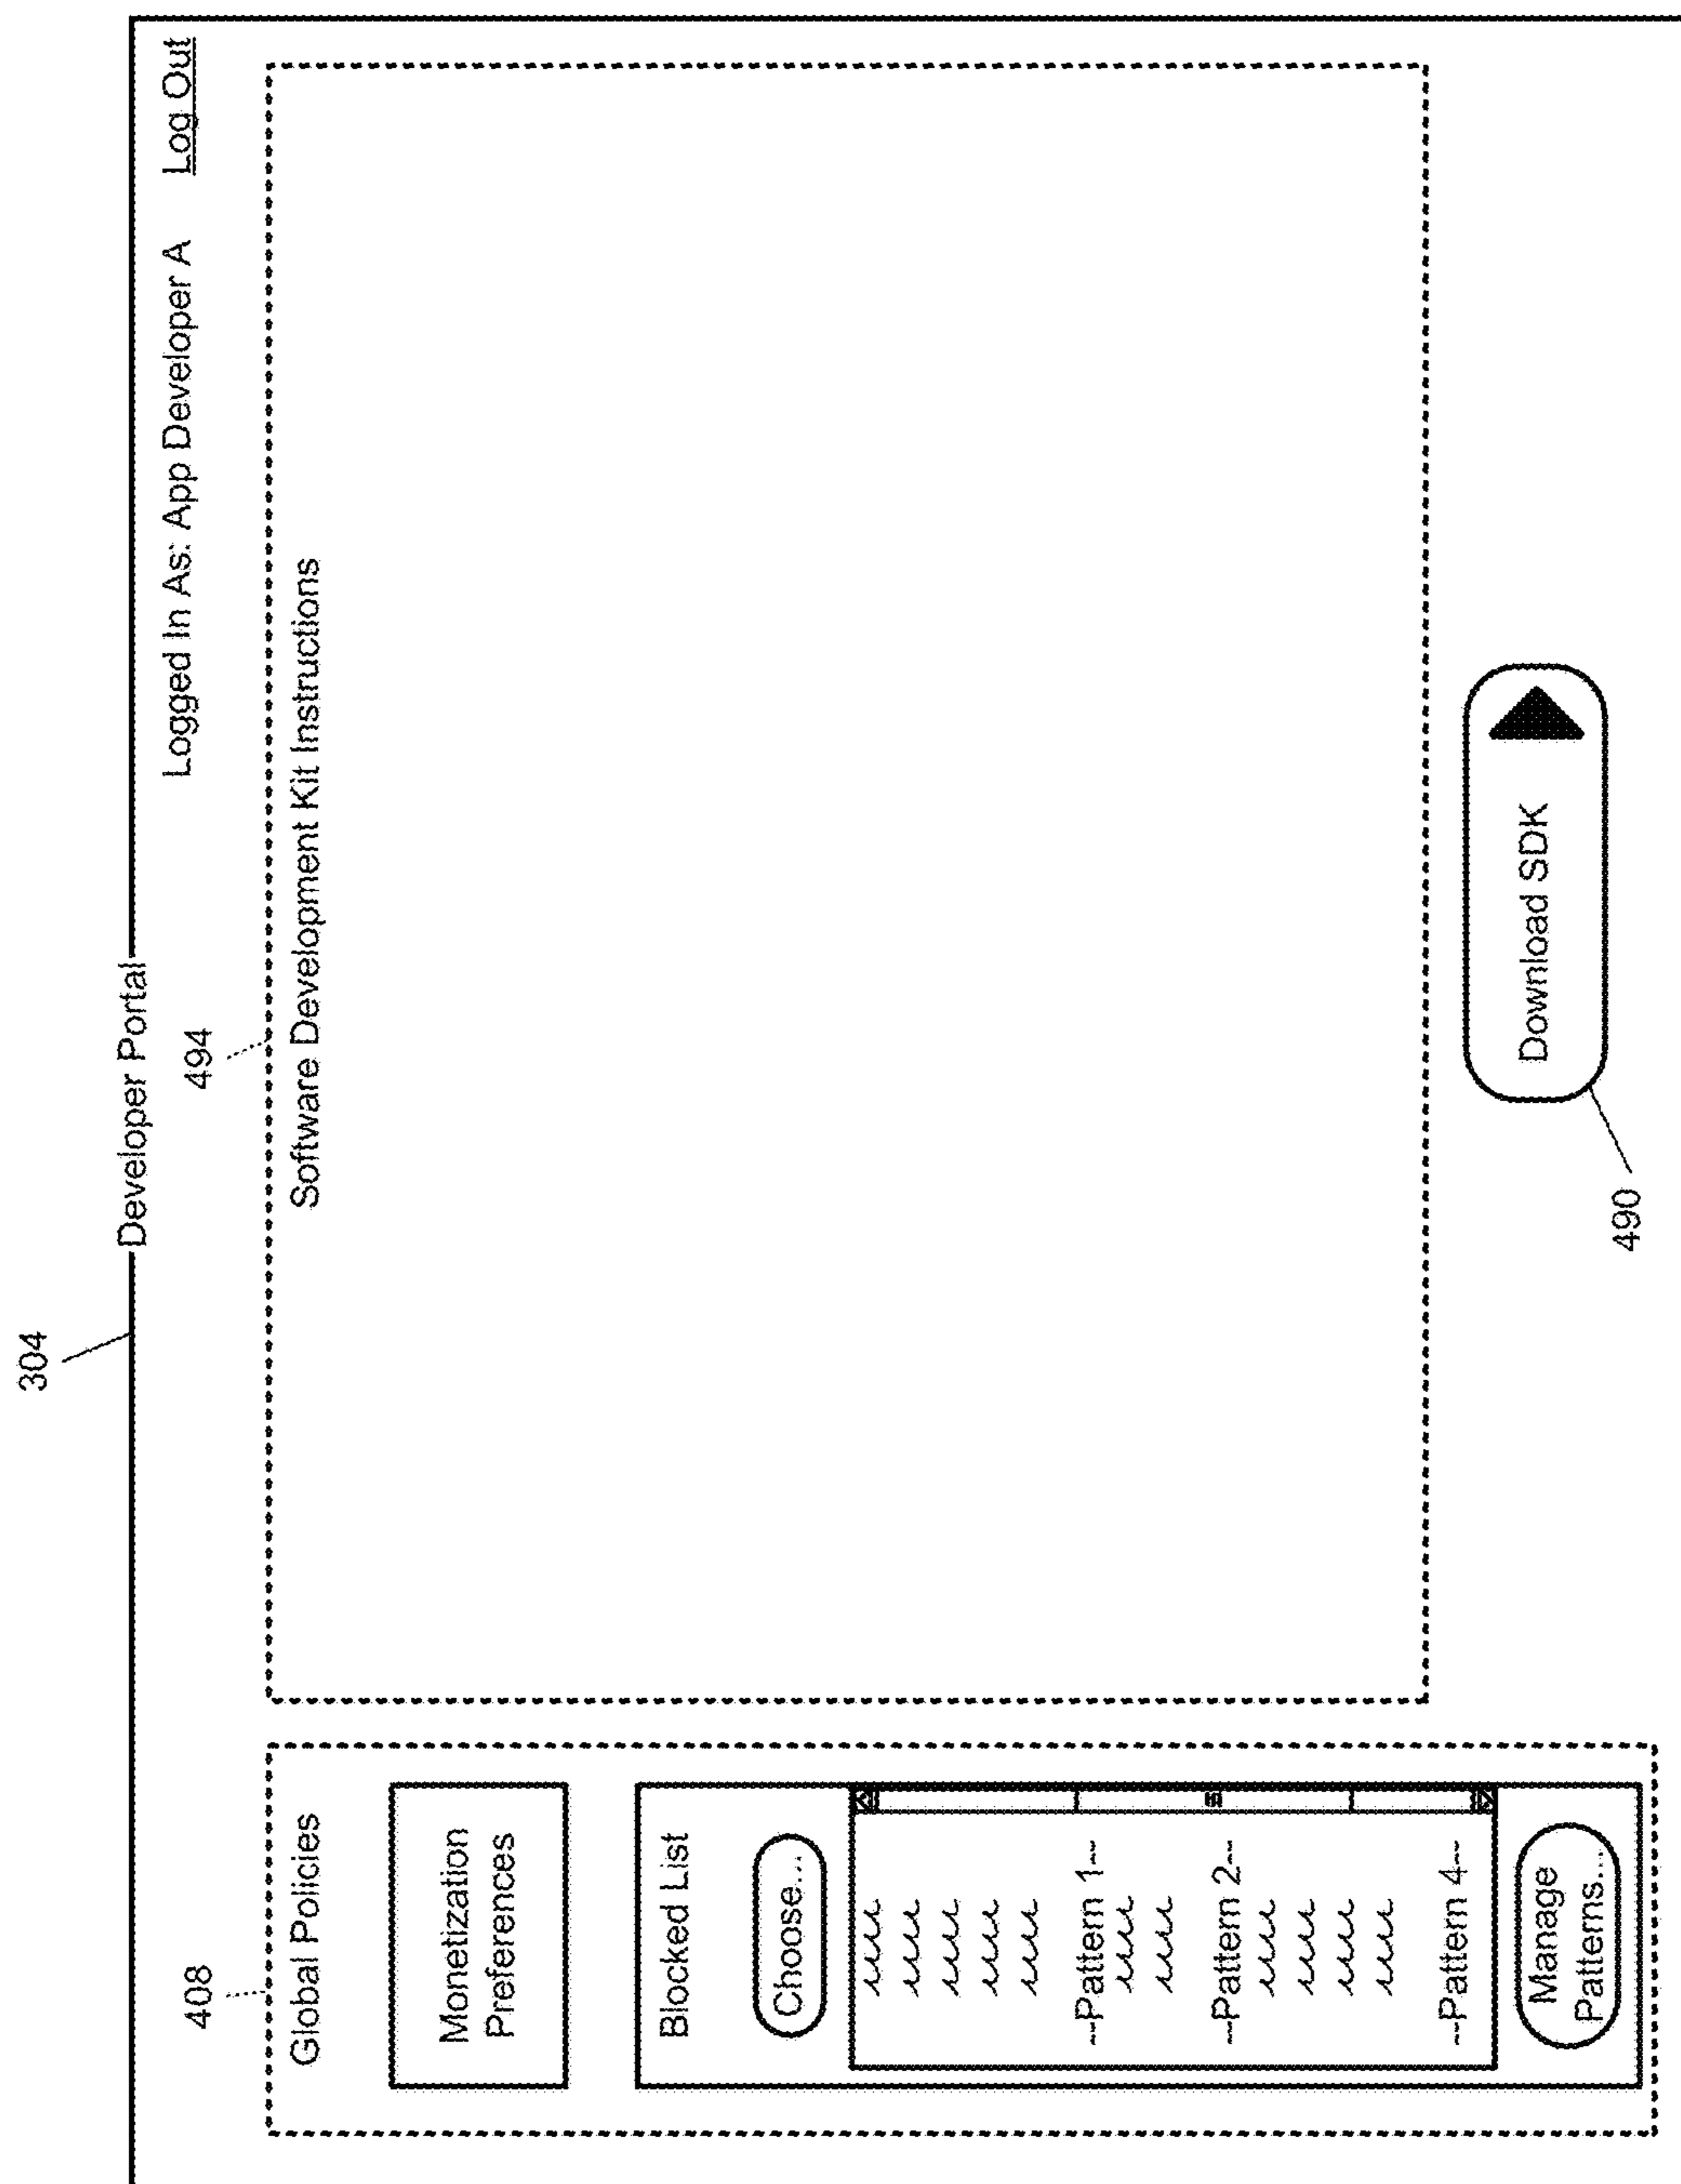 304
Developer Portal
Logged In As: App Developer A
Log Out
408
Global Policies
Monetization
Preferences
Blocked List
Choose...
--Pattern 1--
--Pattern 2--
--Pattern 4--
Manage
Patterns...
494
Software Development Kit Instructions
Download SDK
490